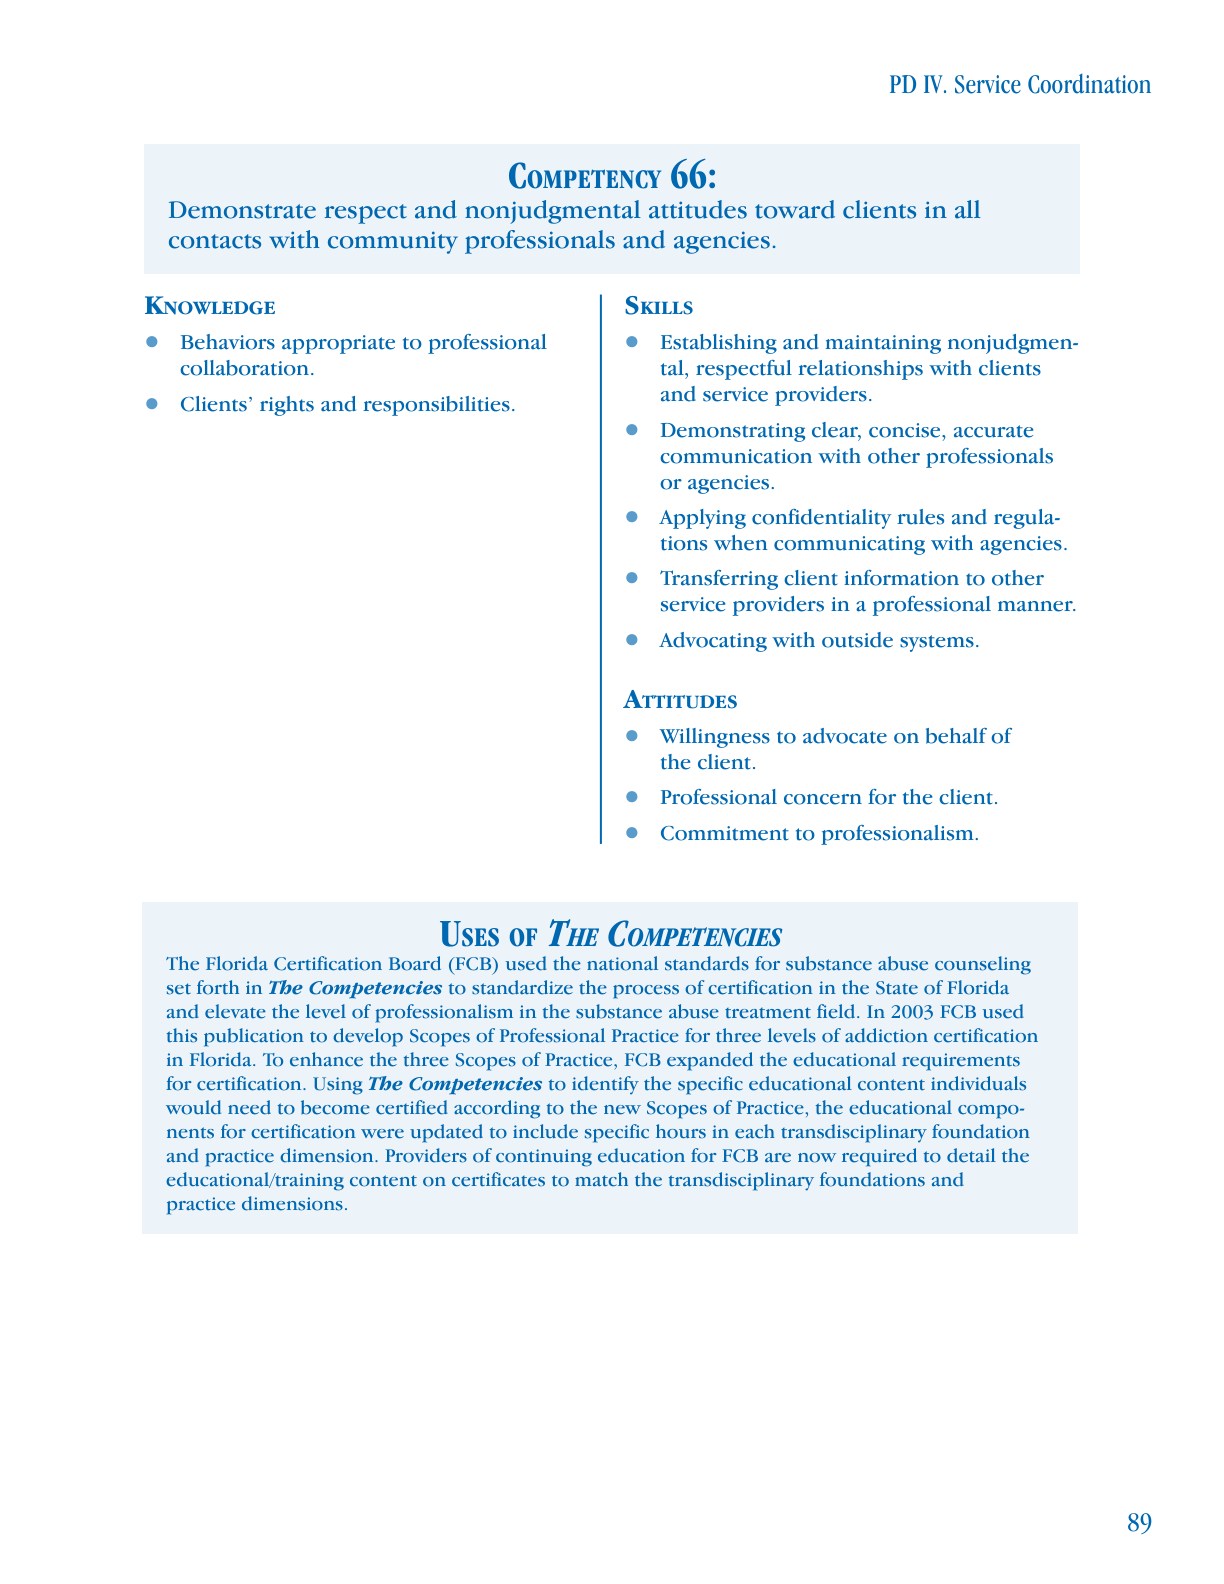 PD IV. Service Coordination
COMPETENCY 66:
Demonstrate respect and nonjudgmental attitudes toward clients in all
contacts with community professionals and agencies.
KNOWLEDGE
● Behaviors appropriate to professional
collaboration.
● Clients’ rights and responsibilities.
SKILLS
● Establishing and maintaining nonjudgmen-
tal, respectful relationships with clients
and service providers.
● Demonstrating clear, concise, accurate
communication with other professionals
or agencies.
● Applying confidentiality rules and regula-
tions when communicating with agencies.
● Transferring client information to other
service providers in a professional manner.
● Advocating with outside systems.
ATTITUDES
● Willingness to advocate on behalf of
the client.
● Professional concern for the client.
● Commitment to professionalism.
USES OF THE COMPETENCIES
The Florida Certification Board (FCB) used the national standards for substance abuse counseling
set forth in The Competencies to standardize the process of certification in the State of Florida
and elevate the level of professionalism in the substance abuse treatment field. In 2003 FCB used
this publication to develop Scopes of Professional Practice for three levels of addiction certification
in Florida. To enhance the three Scopes of Practice, FCB expanded the educational requirements
for certification. Using The Competencies to identify the specific educational content individuals
would need to become certified according to the new Scopes of Practice, the educational compo-
nents for certification were updated to include specific hours in each transdisciplinary foundation
and practice dimension. Providers of continuing education for FCB are now required to detail the
educational/training content on certificates to match the transdisciplinary foundations and
practice dimensions.
89